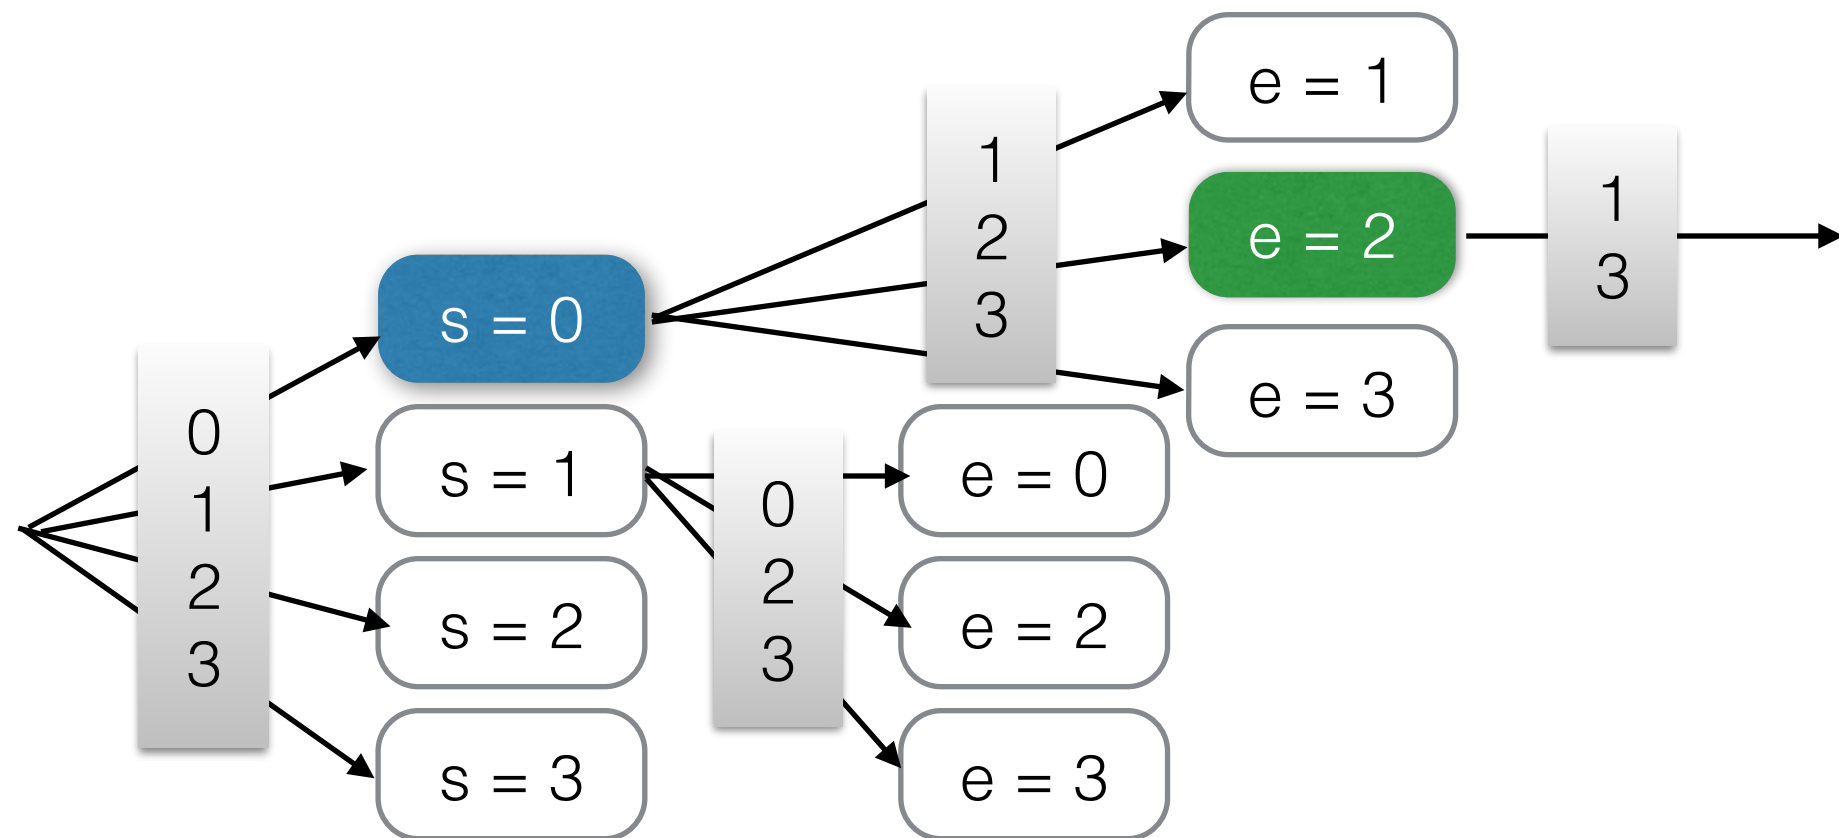 0
1
2
3
s = 0
s = 1
s = 2
s = 3
1
2
3
0
2
3
e = 1
e = 2
e = 3
e = 0
e = 2
e = 3
1
3